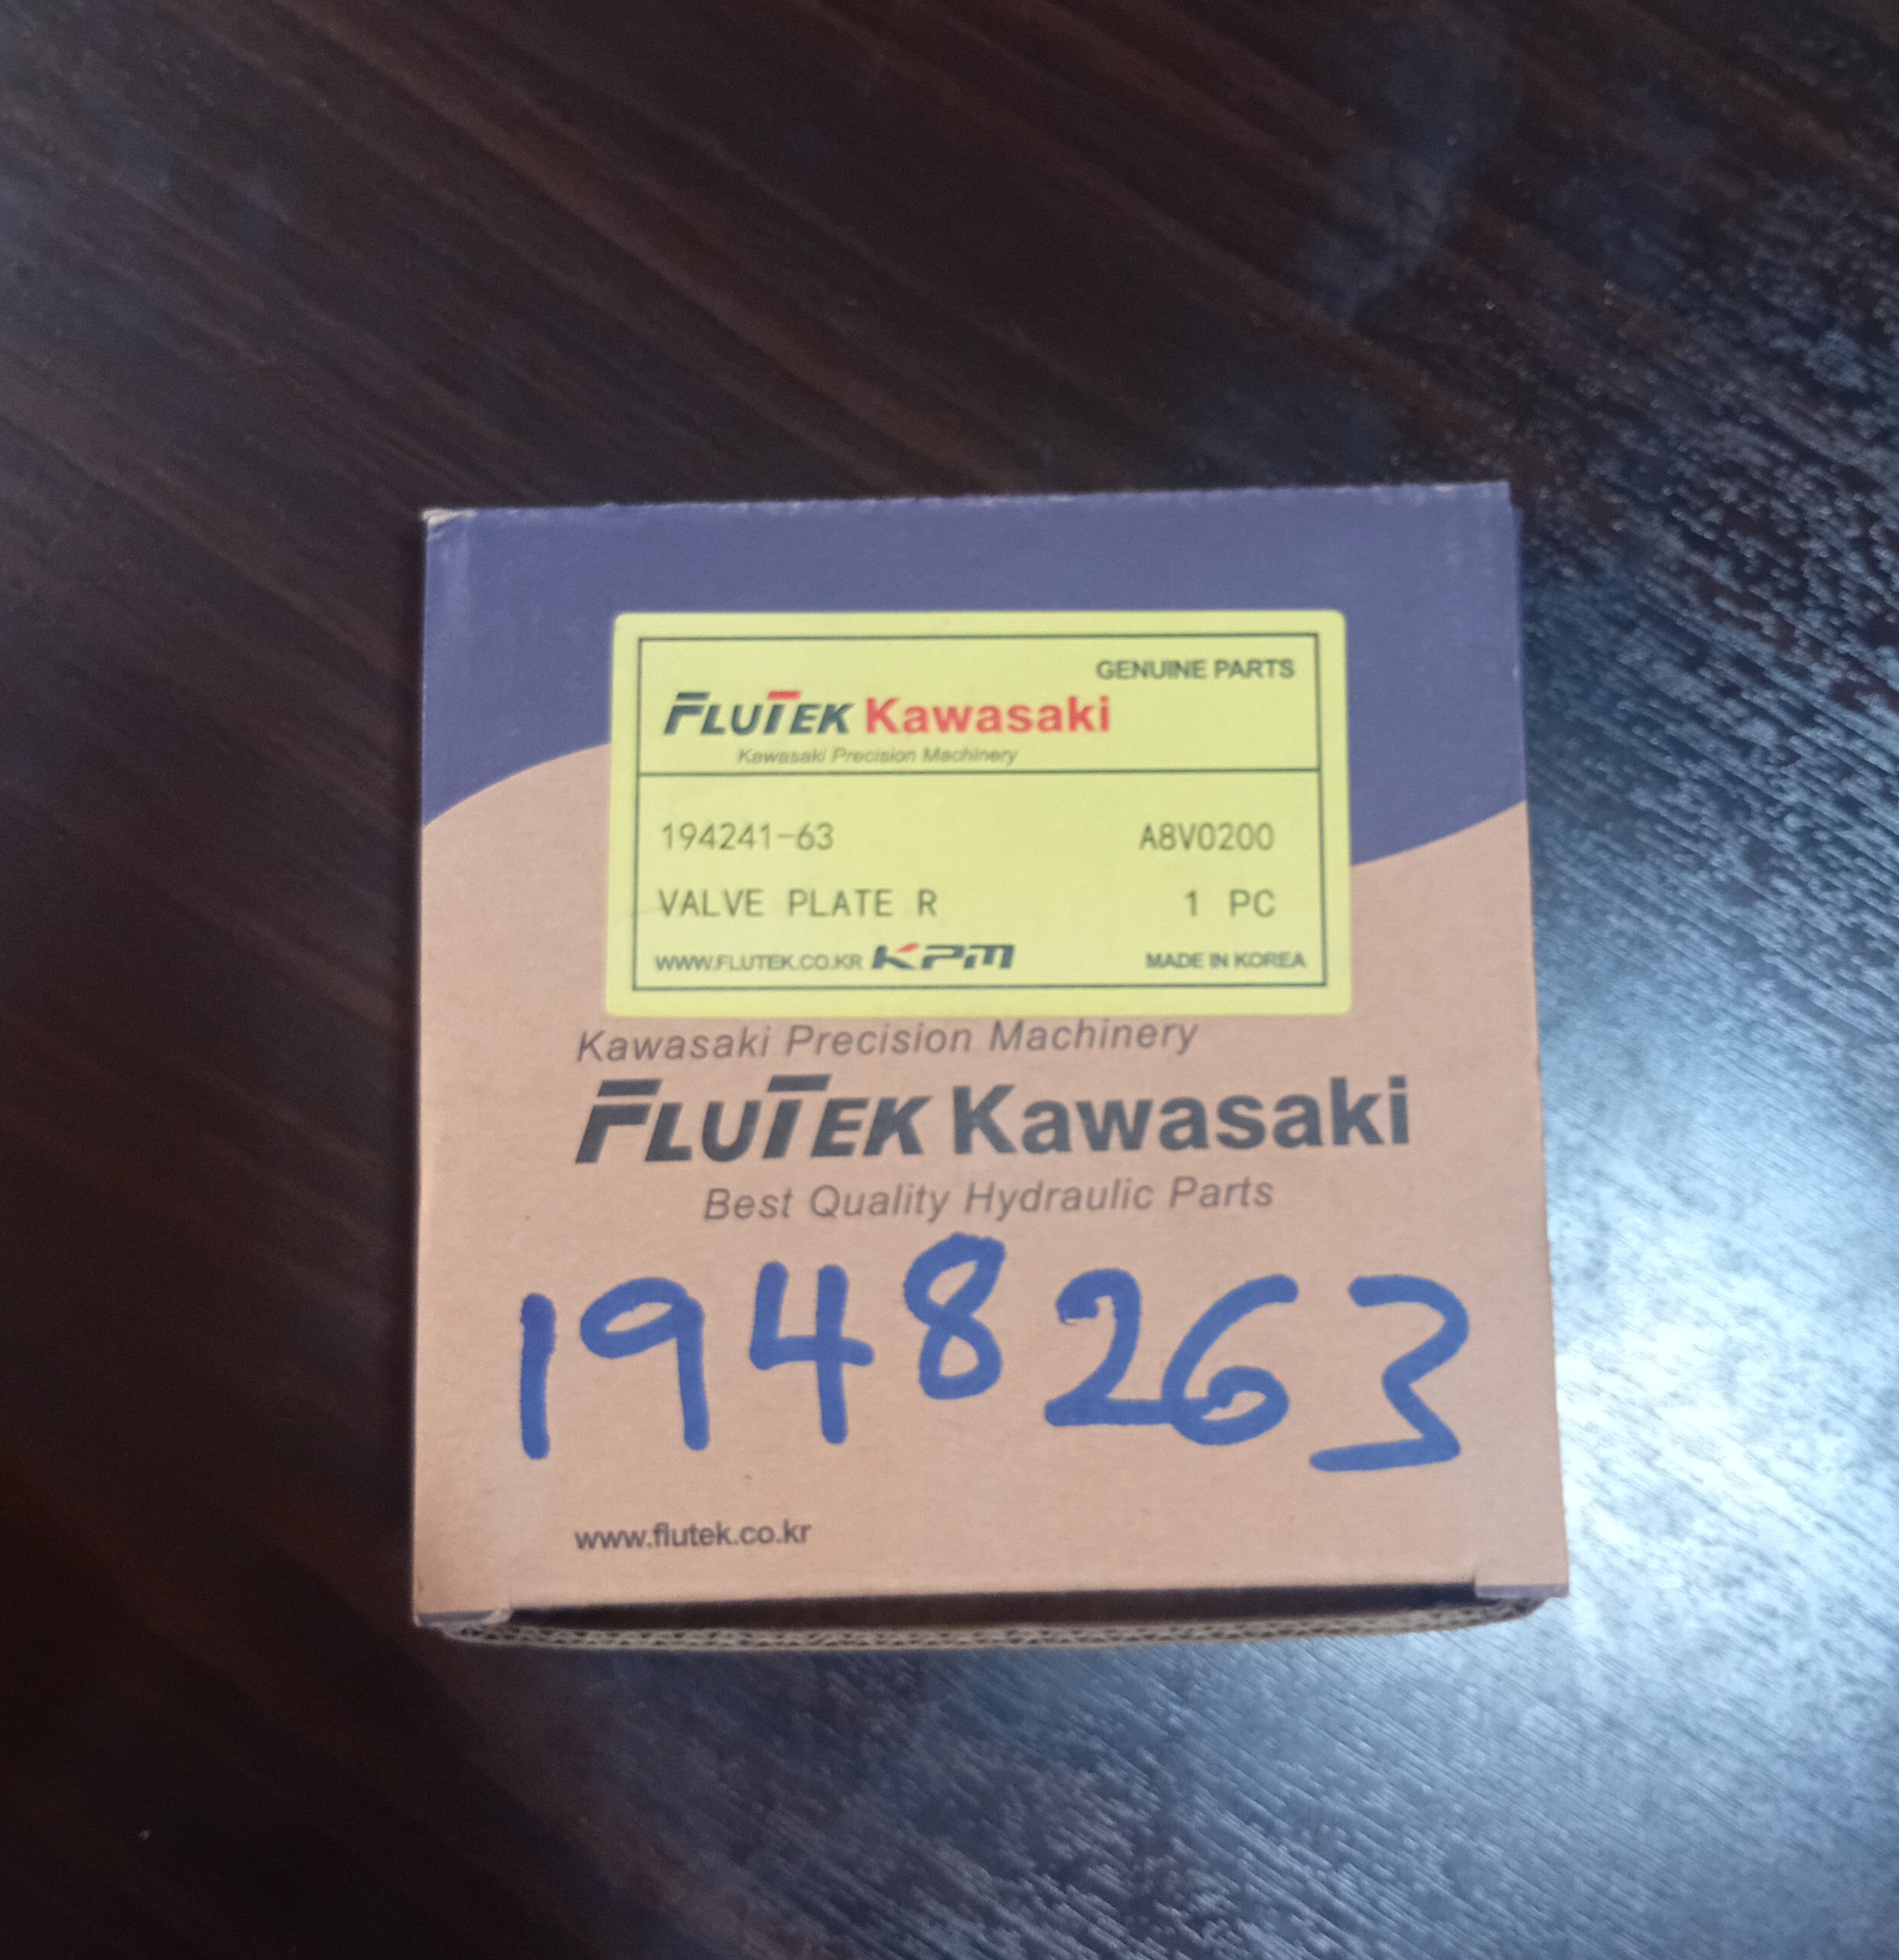 GENUINE PARTS
FLUTEK Kawasaki
Kawasaki Precision Machinery
194241-63 A8V0200
VALVE PLATE R 1 PC
WWW.FLUTEK.CO.KR KPM MADE IN KOREA
Kawasaki Precision Machinery
FLUTEK Kawasaki
Best Quality Hydraulic Parts
1948263
www.flutek.co.kr